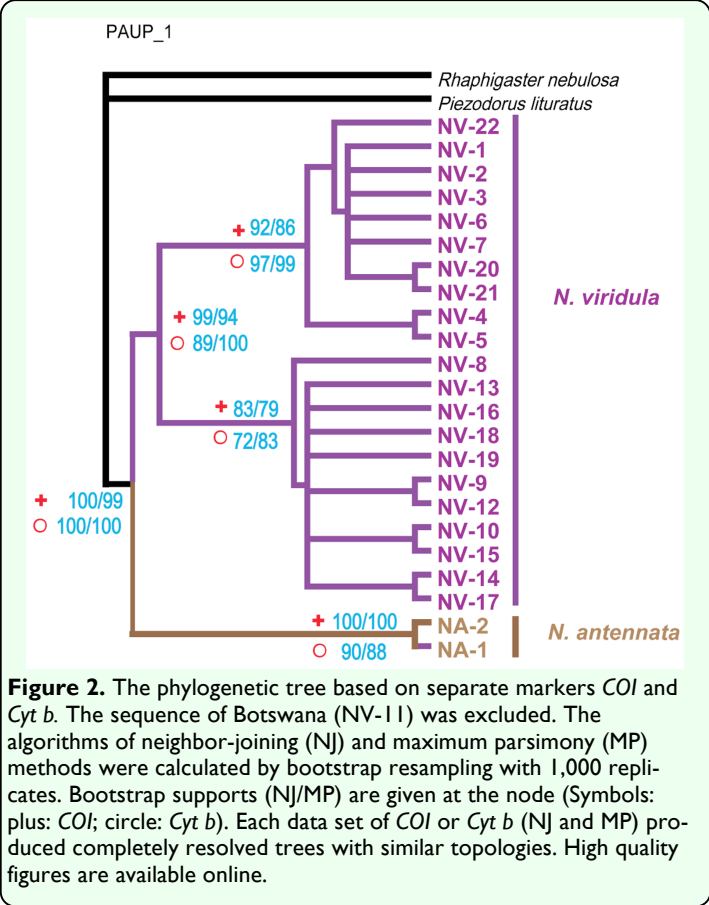 PAUP_1
Rhaphigaster nebulosa
Piezodorus lituratus
NV-22
NV-1
NV-2
NV-3
+ 92/86
NV-6
NV-7
97/99
NV-20
NV-21
N. viridula
+ 99/94
NV-4
89/100
NV-5
NV-8
NV-13
+ 83/79
NV-16
72/83
NV-18
NV-19
NV-9
+ 100/99
NV-12
100/100
NV-10
NV-15
NV-14
NV-17
+ 100/100
NA-2
N. antennata
90/88
NA-1
Figure 2. The phylogenetic tree based on separate markers COI and
Cyt b. The sequence of Botswana (NV-11) was excluded. The
algorithms of neighbor-joining (NJ) and maximum parsimony (MP)
methods were calculated by bootstrap resampling with 1,000 repli-
cates. Bootstrap supports (NJ/MP) are given at the node (Symbols:
plus: COI; circle: Cyt b). Each data set of COI or Cyt b (NJ and MP) pro-
duced completely resolved trees with similar topologies. High quality
figures are available online.